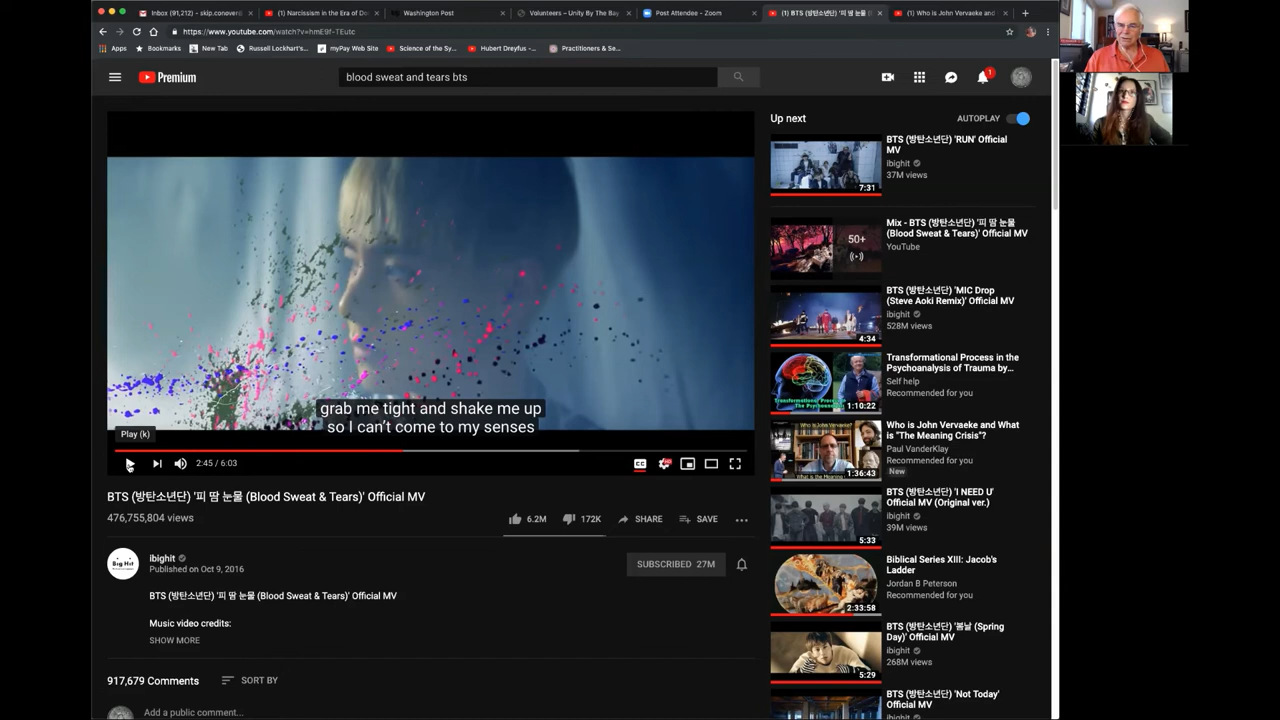 Inbox (91,212) - skip.conover
(1) Narcissism in the Era of D
Washington Post
Volunteers – Unity By The Bay
Post Attendee - Zoom
(1) BTS (방탄소년단) '피 땀 눈물
(1) Who is John Vervaeke and
https://www.youtube.com/watch?v=hmE9f-TEutc
Apps
Bookmarks
New Tab
Russell Lockhart's...
myPay Web Site
Science of the Sy...
Hubert Dreyfus -...
Practitioners & Se...
Premium
blood sweat and tears bts
1
grab me tight and shake me up
so I can't come to my senses
Play (k)
2:45 / 6:03
CC
BTS (방탄소년단) '피 땀 눈물 (Blood Sweat & Tears)' Official MV
476,755,804 views
6.2M
172K
SHARE
SAVE
Big Hit
ibighit
Published on Oct 9, 2016
SUBSCRIBED 27M
BTS (방탄소년단) '피 땀 눈물 (Blood Sweat & Tears)' Official MV
Music video credits:
SHOW MORE
917,679 Comments
SORT BY
Add a public comment...
Up next
AUTOPLAY
BTS (방탄소년단) 'RUN' Official
MV
ibighit
37M views
7:31
Mix - BTS (방탄소년단) '피 땀 눈물
(Blood Sweat & Tears)' Official MV
YouTube
50+
BTS (방탄소년단) 'MIC Drop
(Steve Aoki Remix)' Official MV
ibighit
528M views
4:34
Transformational Process in the
Psychoanalysis of Trauma by...
Self help
Recommended for you
1:10:22
Who is John Vervaeke and What
is "The Meaning Crisis"?
Paul VanderKlay
Recommended for you
New
1:36:43
BTS (방탄소년단) 'I NEED U'
Official MV (Original ver.)
ibighit
39M views
5:33
Biblical Series XIII: Jacob's
Ladder
Jordan B Peterson
Recommended for you
2:33:58
BTS (방탄소년단) '봄날 (Spring
Day)' Official MV
ibighit
268M views
5:29
BTS (방탄소년단) 'Not Today'
Official MV
ibighit